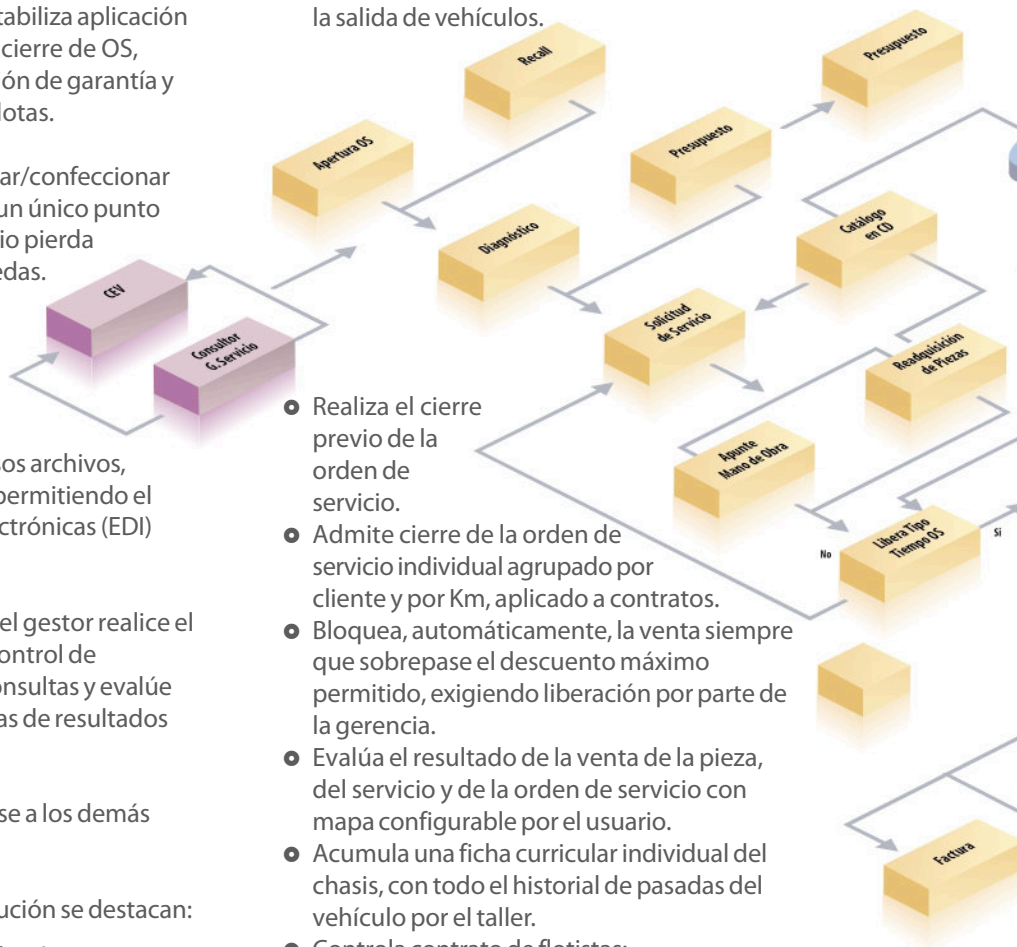 tabiliza aplicación
cierre de OS,
ión de garantía y
lotas.
ar/confeccionar
un único punto
io pierda
edas.
sos archivos,
permitiendo el
ctrónicas (EDI)
el gestor realice el
ontrol de
onsultas y evalúe
as de resultados
se a los demás
ución se destacan:
la salida de vehículos.
Recall
Presupuesto
Apertura OS
Presupuesto
Diagnóstico
Catálogo
en CD
CEV
Consultor
G. Servicio
Solicitud
de Servicio
Readquisición
de Piezas
Apunte
Mano de Obra
Libera Tipo
Tiempo OS
No
Sí
Factura
Realiza el cierre
previo de la
orden de
servicio.
Admite cierre de la orden de
servicio individual agrupado por
cliente y por Km, aplicado a contratos.
Bloquea, automáticamente, la venta siempre
que sobrepase el descuento máximo
permitido, exigiendo liberación por parte de
la gerencia.
Evalúa el resultado de la venta de la pieza,
del servicio y de la orden de servicio con
mapa configurable por el usuario.
Acumula una ficha curricular individual del
chasis, con todo el historial de pasadas del
vehículo por el taller.
Controla contrato de flotistas: